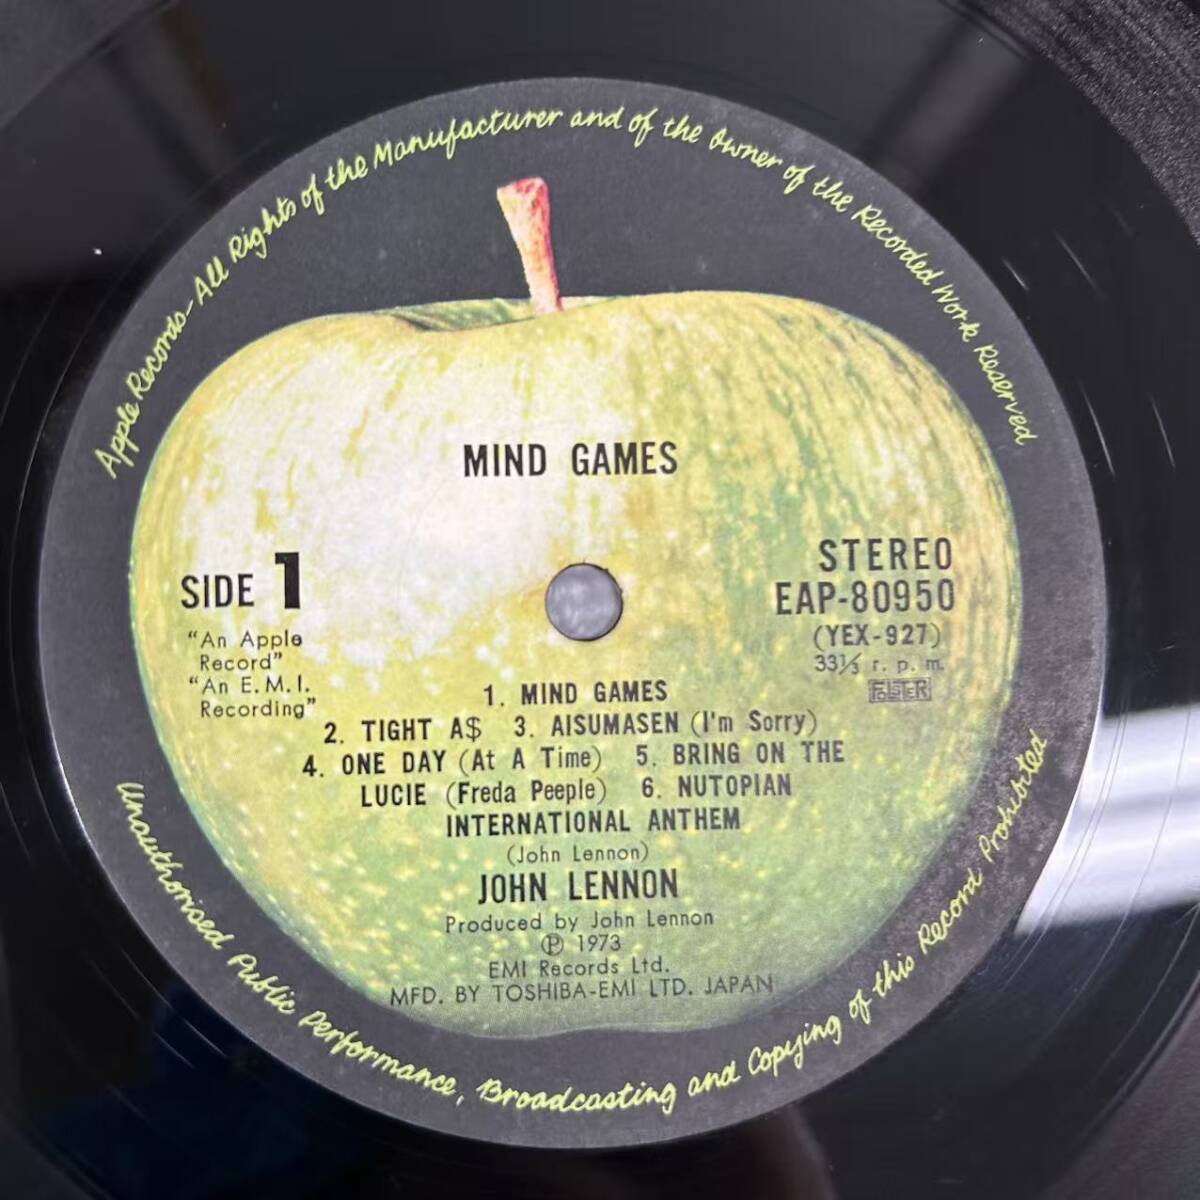 Apple Records-All Rights of the Manufacturer and of the Owner of the Recorded Work Reserved
MIND GAMES
SIDE 1
"An Apple
Record"
"An E.M.I.
Recording"
STEREO
EAP-80950
(YEX-927)
33⅓ r.p.m.
FOLSTER
1. MIND GAMES
2. TIGHT A$ 3. AISUMASEN (I'm Sorry)
4. ONE DAY (At A Time) 5. BRING ON THE
LUCIE (Freda Peeple) 6. NUTOPIAN
INTERNATIONAL ANTHEM
(John Lennon)
JOHN LENNON
Produced by John Lennon
℗ 1973
EMI Records Ltd.
MFD. BY TOSHIBA-EMI LTD. JAPAN
Unauthorised Public Performance, Broadcasting and Copying of this Record Prohibited